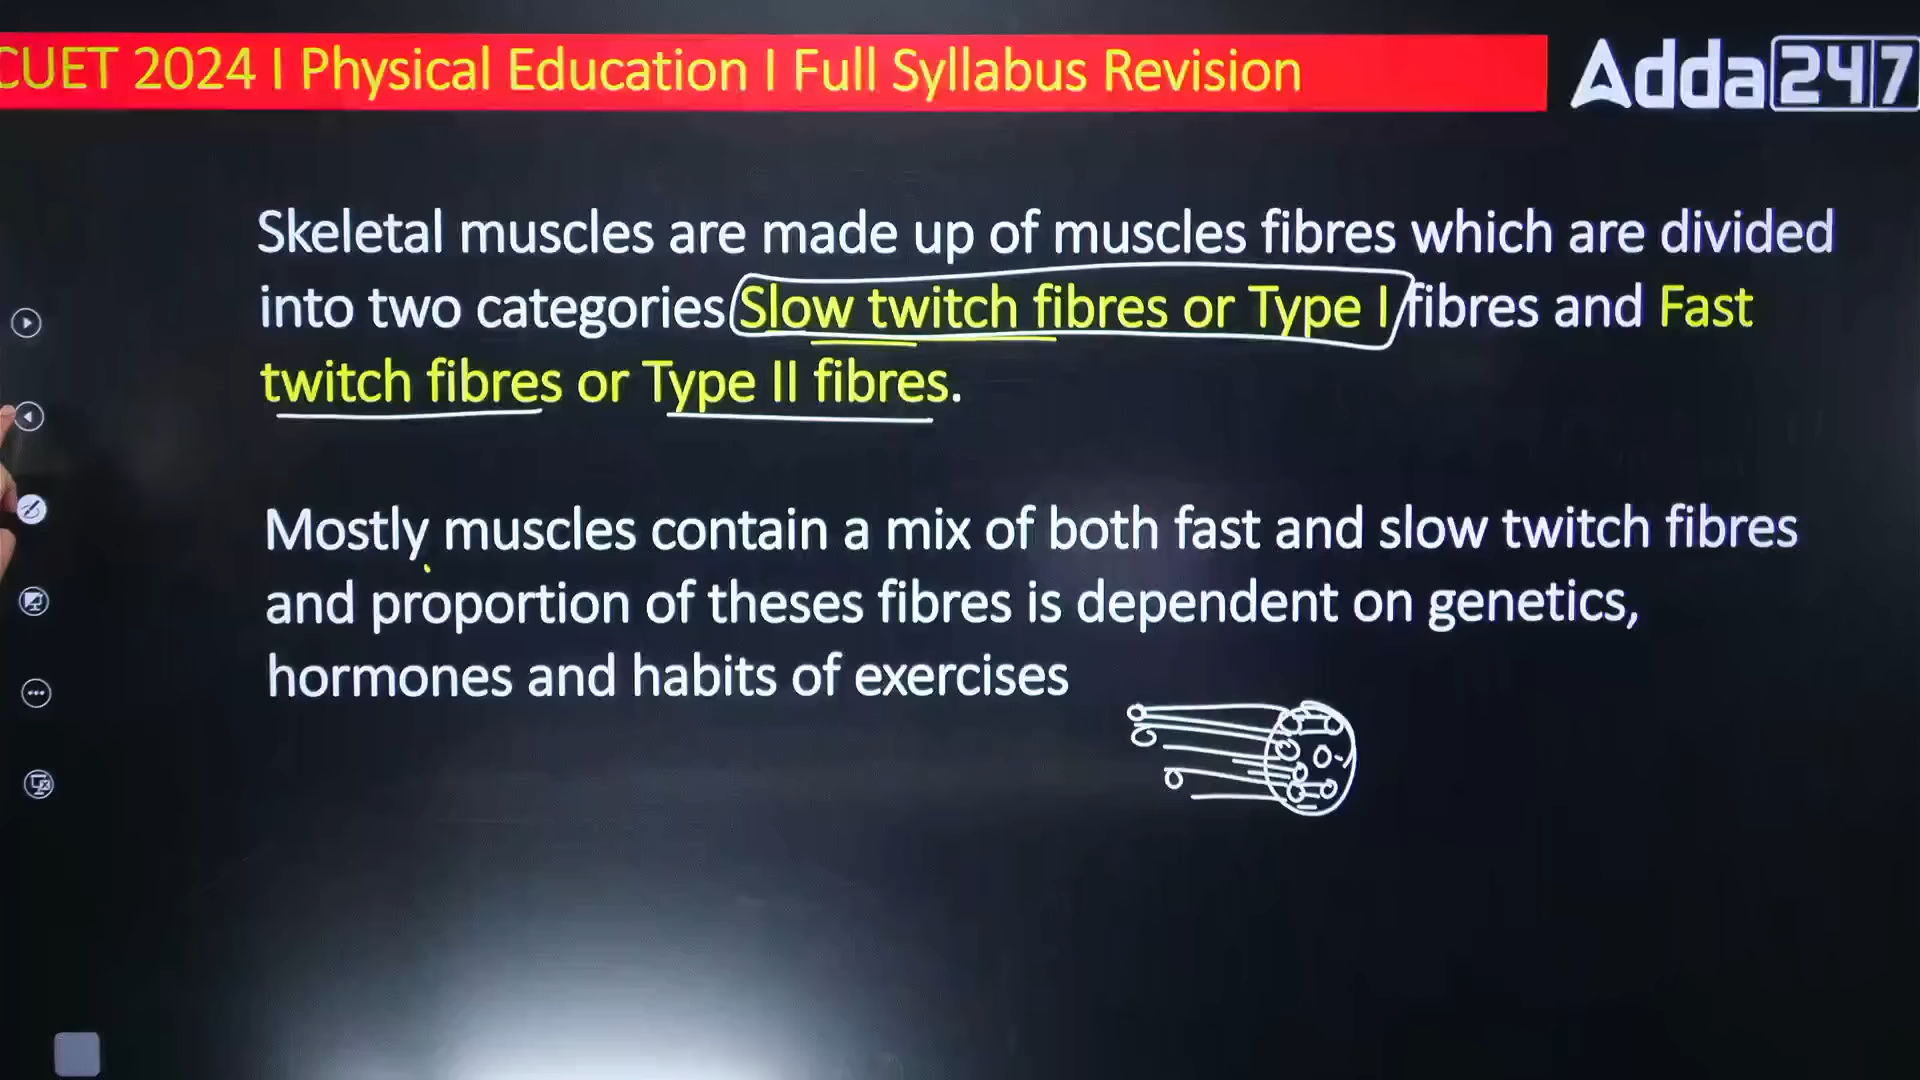 CUET 2024 I Physical Education I Full Syllabus Revision
Adda247
Skeletal muscles are made up of muscles fibres which are divided
into two categories Slow twitch fibres or Type I fibres and Fast
twitch fibres or Type II fibres.
Mostly muscles contain a mix of both fast and slow twitch fibres
and proportion of theses fibres is dependent on genetics,
hormones and habits of exercises